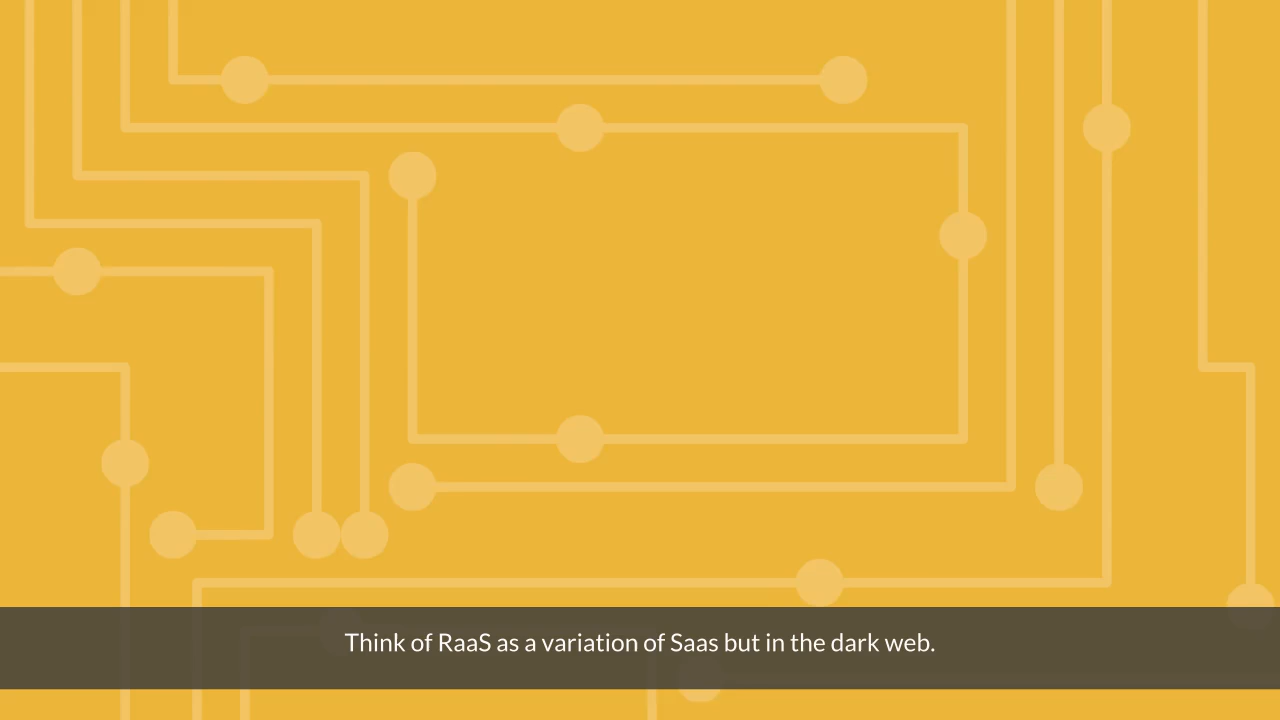 Think of RaaS as a variation of Saas but in the dark web.